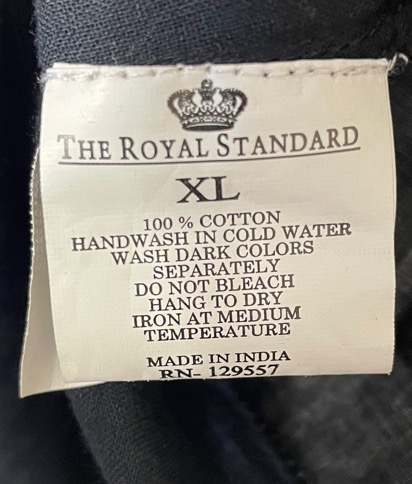 THE ROYAL STANDARD
XL
100 % COTTON
HANDWASH IN COLD WATER
WASH DARK COLORS
SEPARATELY
DO NOT BLEACH
HANG TO DRY
IRON AT MEDIUM
TEMPERATURE
MADE IN INDIA
RN- 129557